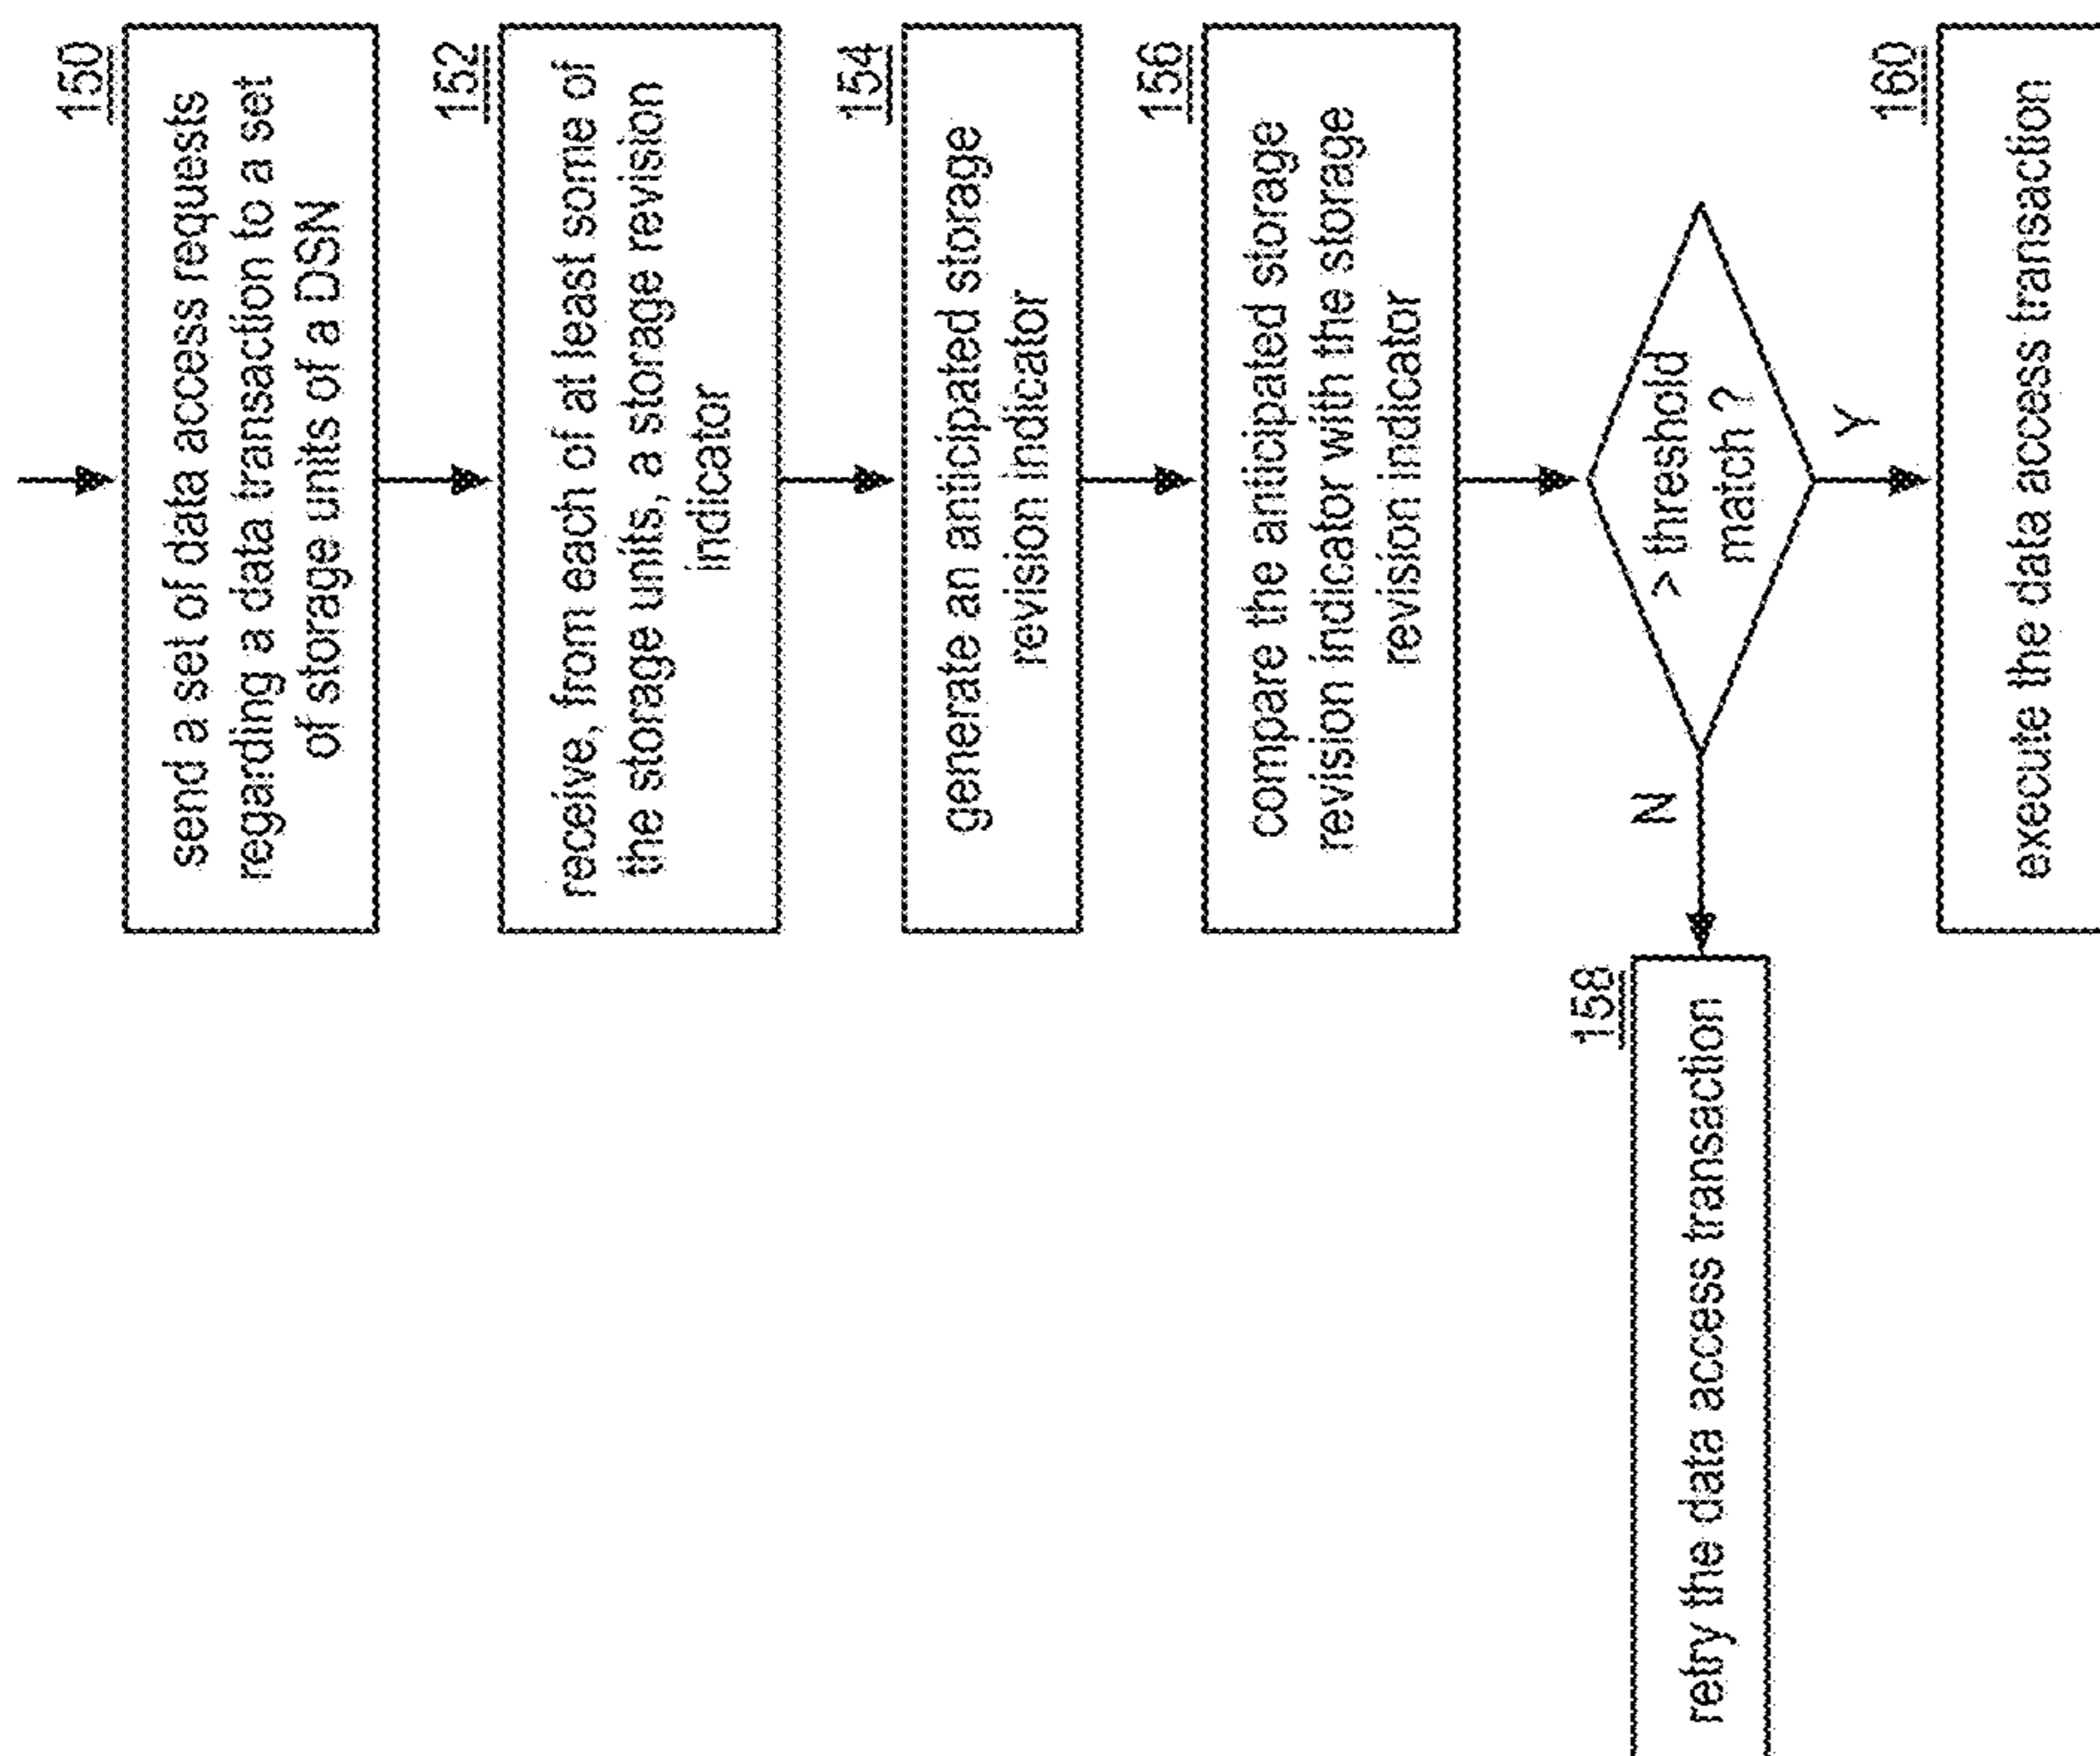 150
send a set of data access requests
regarding a data transaction to a set
of storage units of a DSN
152
receive, from each of at least some of
the storage units, a storage revision
indicator
154
generate an anticipated storage
revision indicator
156
compare the anticipated storage
revision indicator with the storage
revision indicator
> threshold
match ?
N
Y
158
retry the data access transaction
160
execute the data access transaction